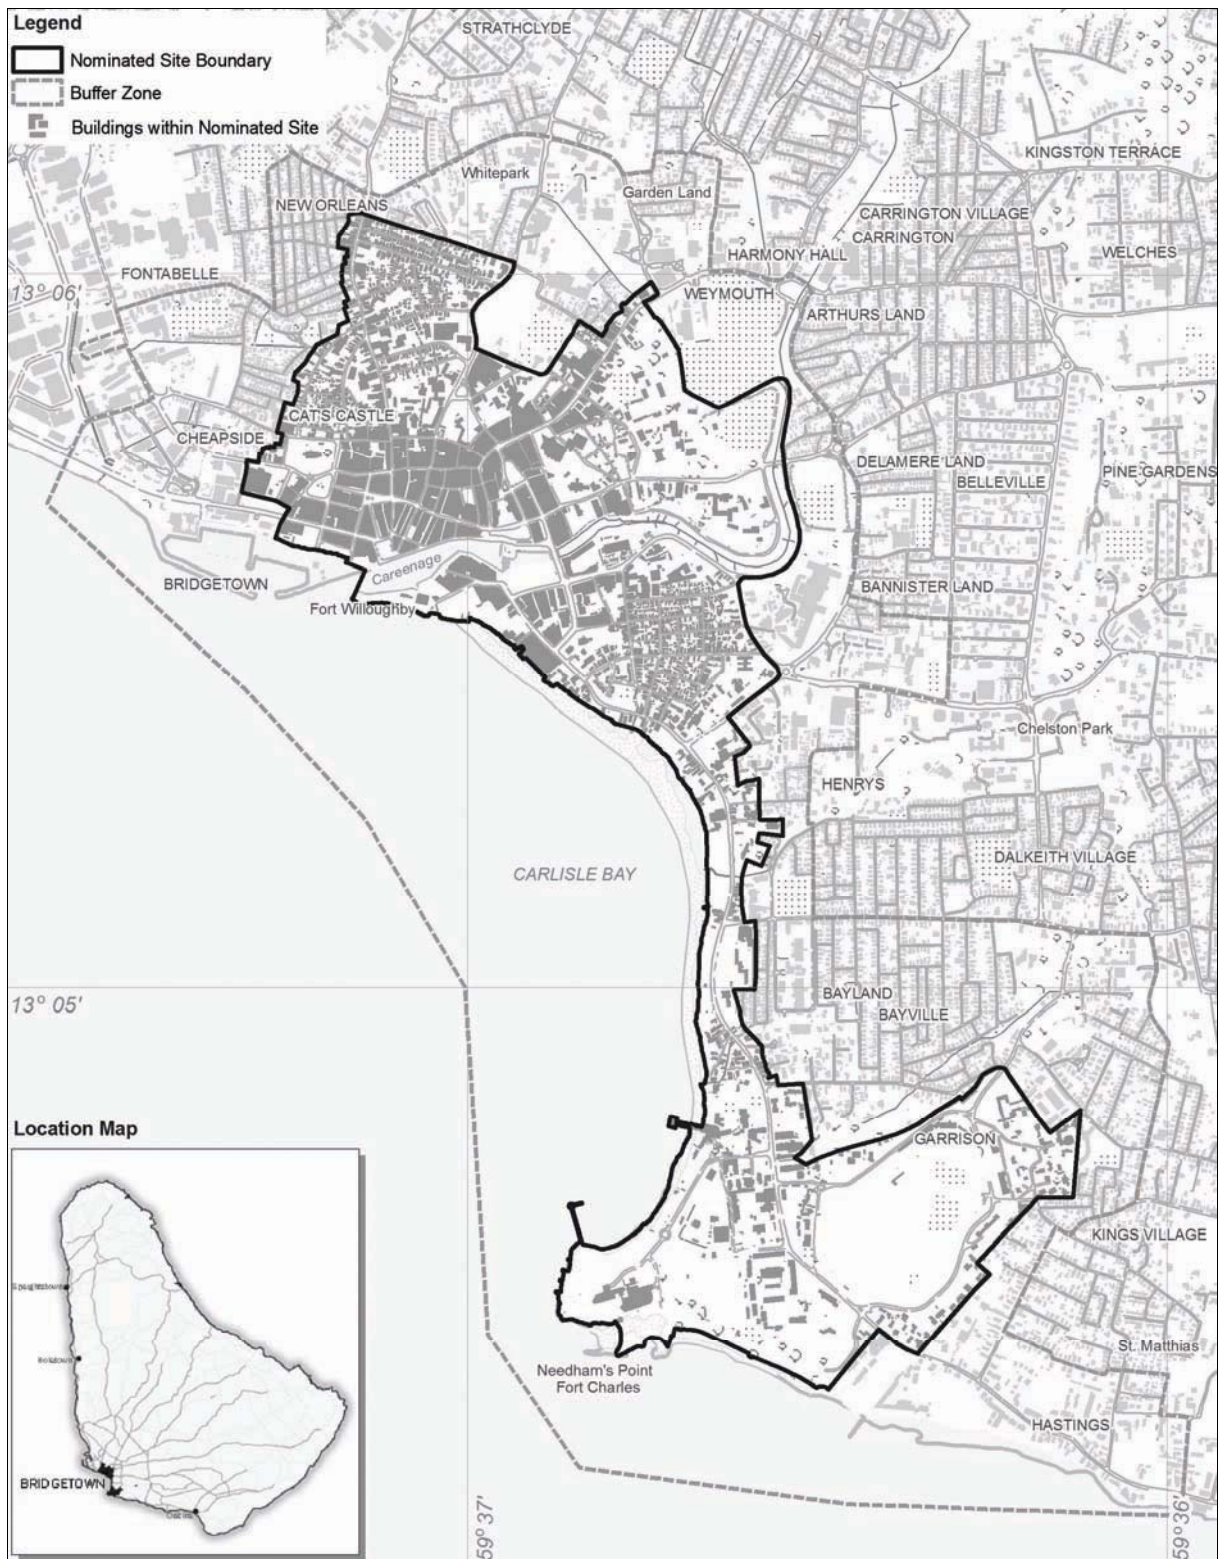 Legend
Nominated Site Boundary
Buffer Zone
Buildings within Nominated Site
STRATHCLYDE
KINGSTON TERRACE
Whitepark
Garden Land
NEW ORLEANS
CARRINGTON VILLAGE
CARRINGTON
HARMONY HALL
WELCHES
FONTABELLE
13° 06'
WEYMOUTH
ARTHURS LAND
CATS CASTLE
CHEAPSIDE
DELAMERE LAND
BELLEVILLE
PINE GARDENS
Careenage
BRIDGETOWN
BANNISTER LAND
Fort Willoughby
Chelston Park
HENRYS
DALKEITH VILLAGE
CARLISLE BAY
13° 05'
BAYLAND
BAYVILLE
GARRISON
KINGS VILLAGE
St. Matthias
Needham's Point
Fort Charles
HASTINGS
59° 37'
59° 36'
Location Map
BRIDGETOWN